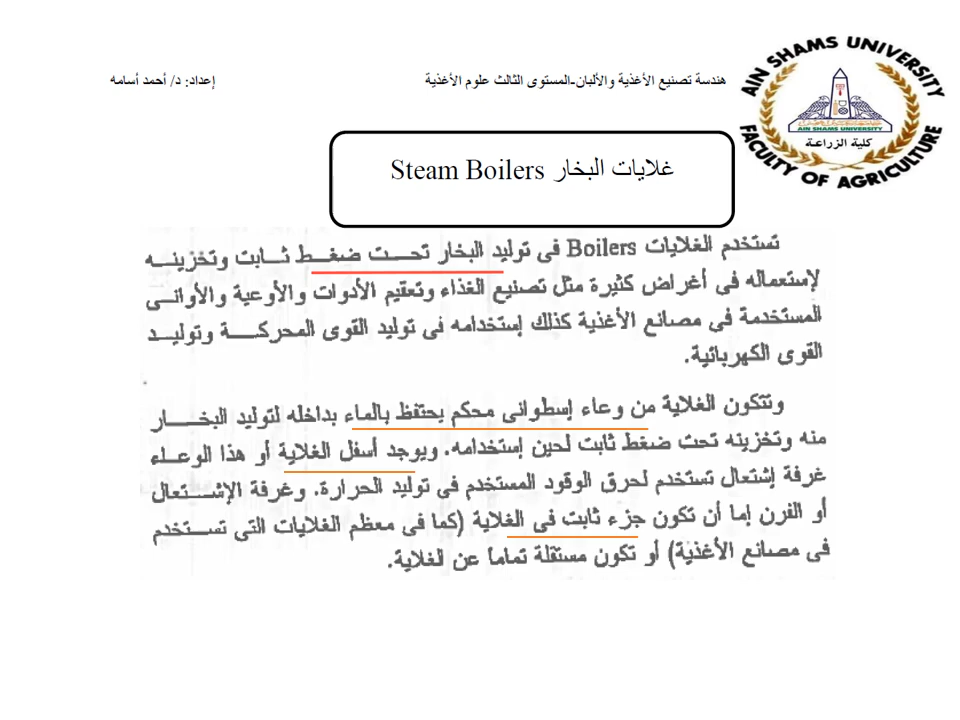 AIN SHAMS UNIVERSITY
AIN SHAMS UNIVERSITY
كلية الزراعة
FACULTY OF AGRICULTURE
هندسة تصنيع الأغذية والألبان-المستوى الثالث علوم الأغذية
إعداد: د/ أحمد أسامه
غلايات البخار Steam Boilers
تستخدم الغلايات Boilers فى توليد البخار تحت ضغط ثابت وتخزينه
لإستعماله فى أغراض كثيرة مثل تصنيع الغذاء وتعقيم الأدوات والأوعية والأوانى
المستخدمة في مصانع الأغذية كذلك إستخدامه فى توليد القوى المحركة وتوليد
القوى الكهربائية.
وتتكون الغلاية من وعاء إسطوانى محكم يحتفظ بالماء بداخله لتوليد البخار
منه وتخزينه تحت ضغط ثابت لحين إستخدامه. ويوجد أسفل الغلاية أو هذا الوعاء
غرفة إشتعال تستخدم لحرق الوقود المستخدم فى توليد الحرارة. وغرفة الإشتعال
أو الفرن إما أن تكون جزء ثابت فى الغلاية (كما فى معظم الغلايات التي تستخدم
فى مصانع الأغذية) أو تكون مستقلة تماماً عن الغلاية.